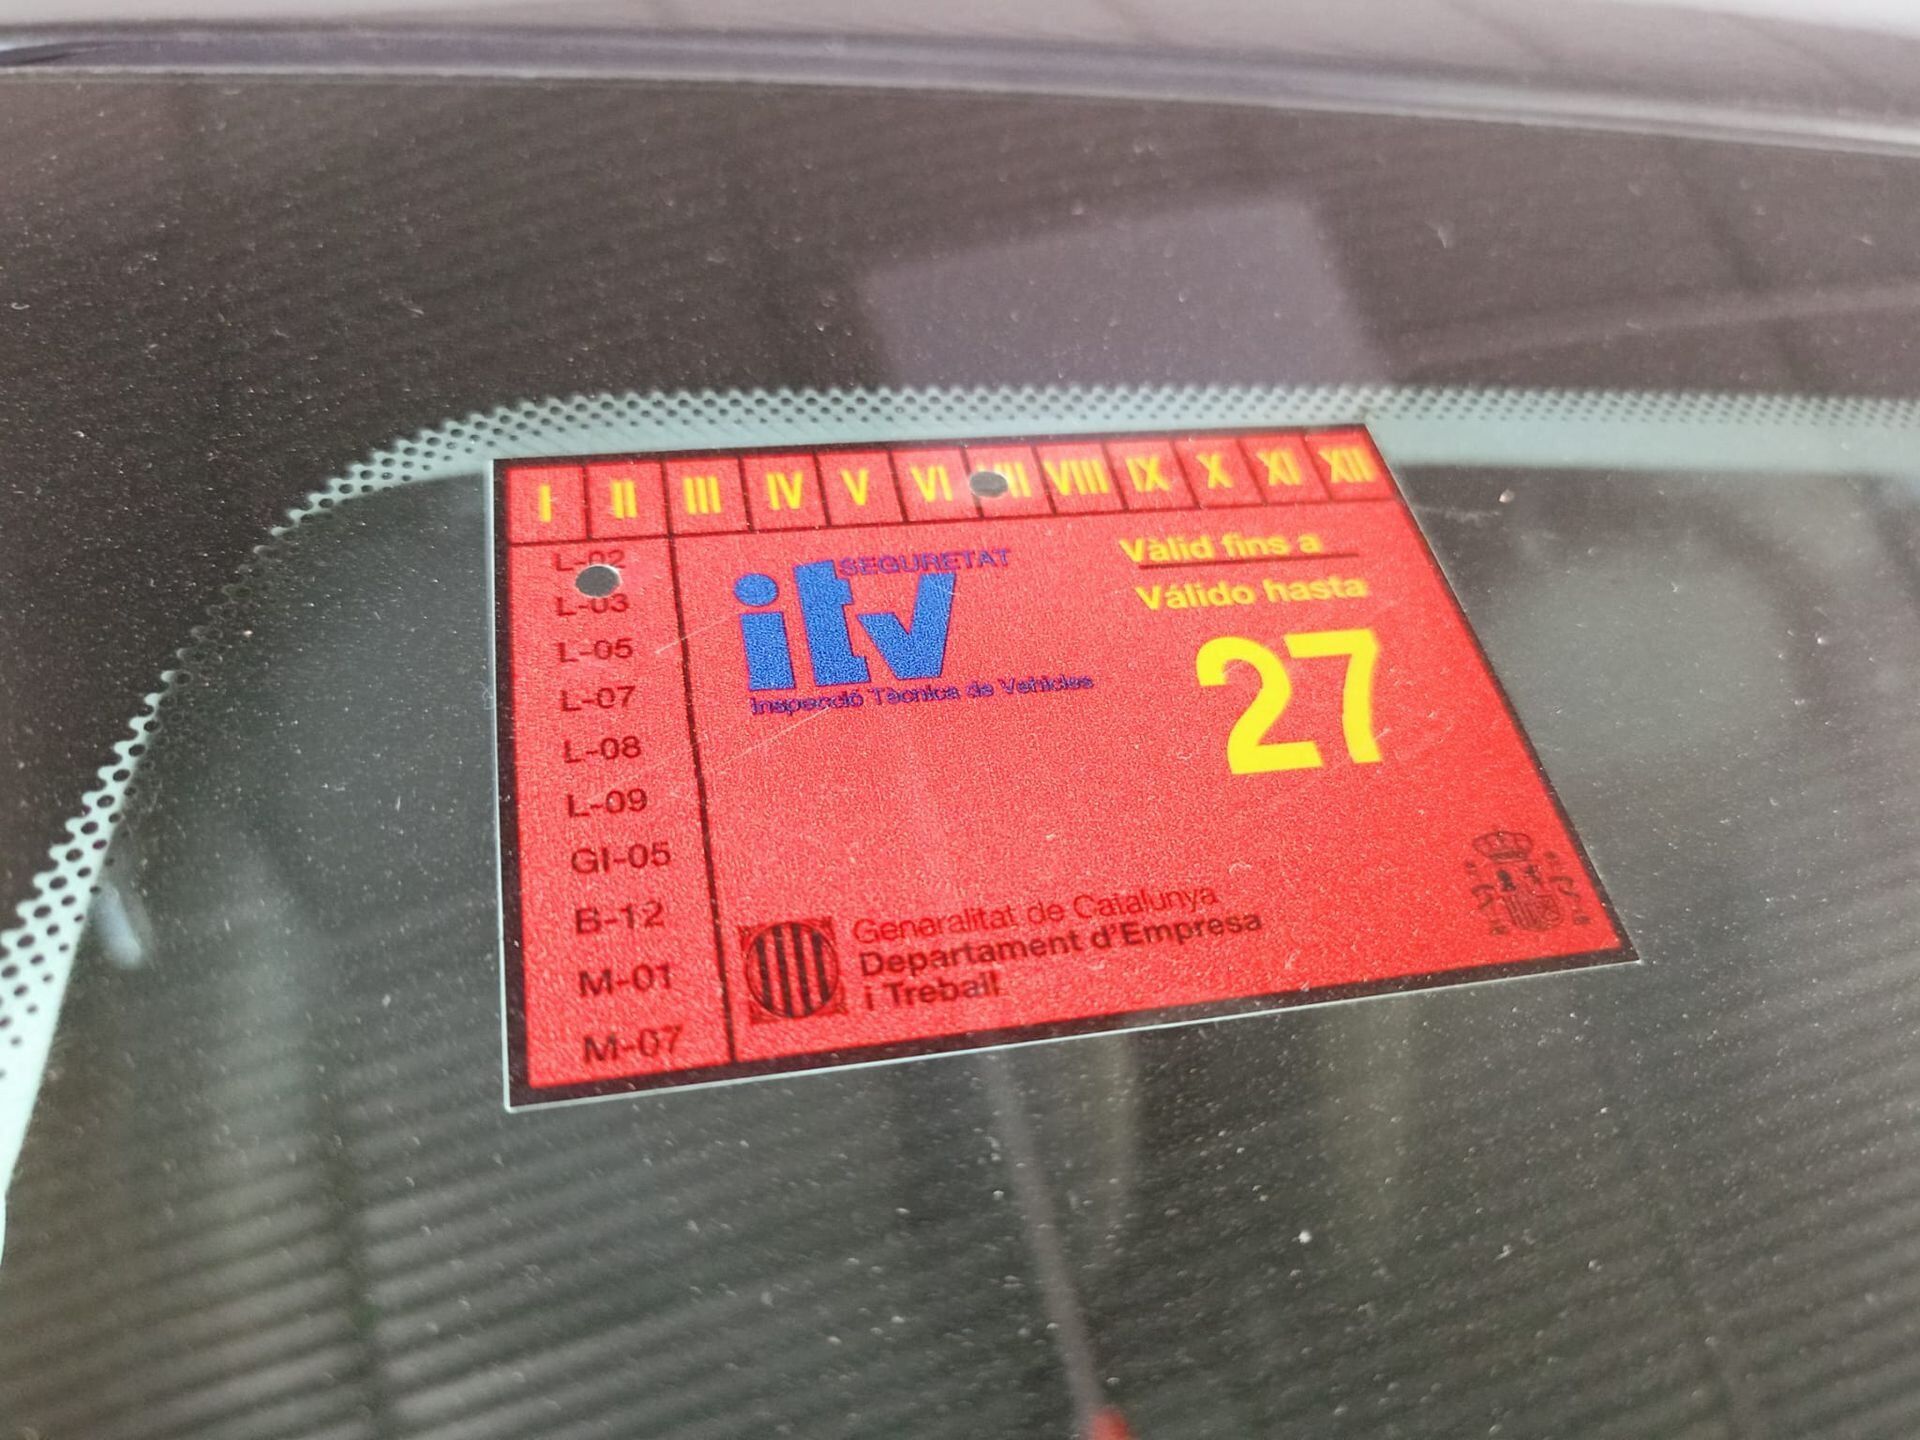 I II III IV V VI VII VIII IX X XI XII
L-02
L-03
L-05
L-07
L-08
L-09
GI-05
B-12
M-01
M-07
SEGURETAT
itv
Inspecció Tècnica de Vehicles
Vàlid fins a
Válido hasta
27
Generalitat de Catalunya
Departament d'Empresa
i Treball